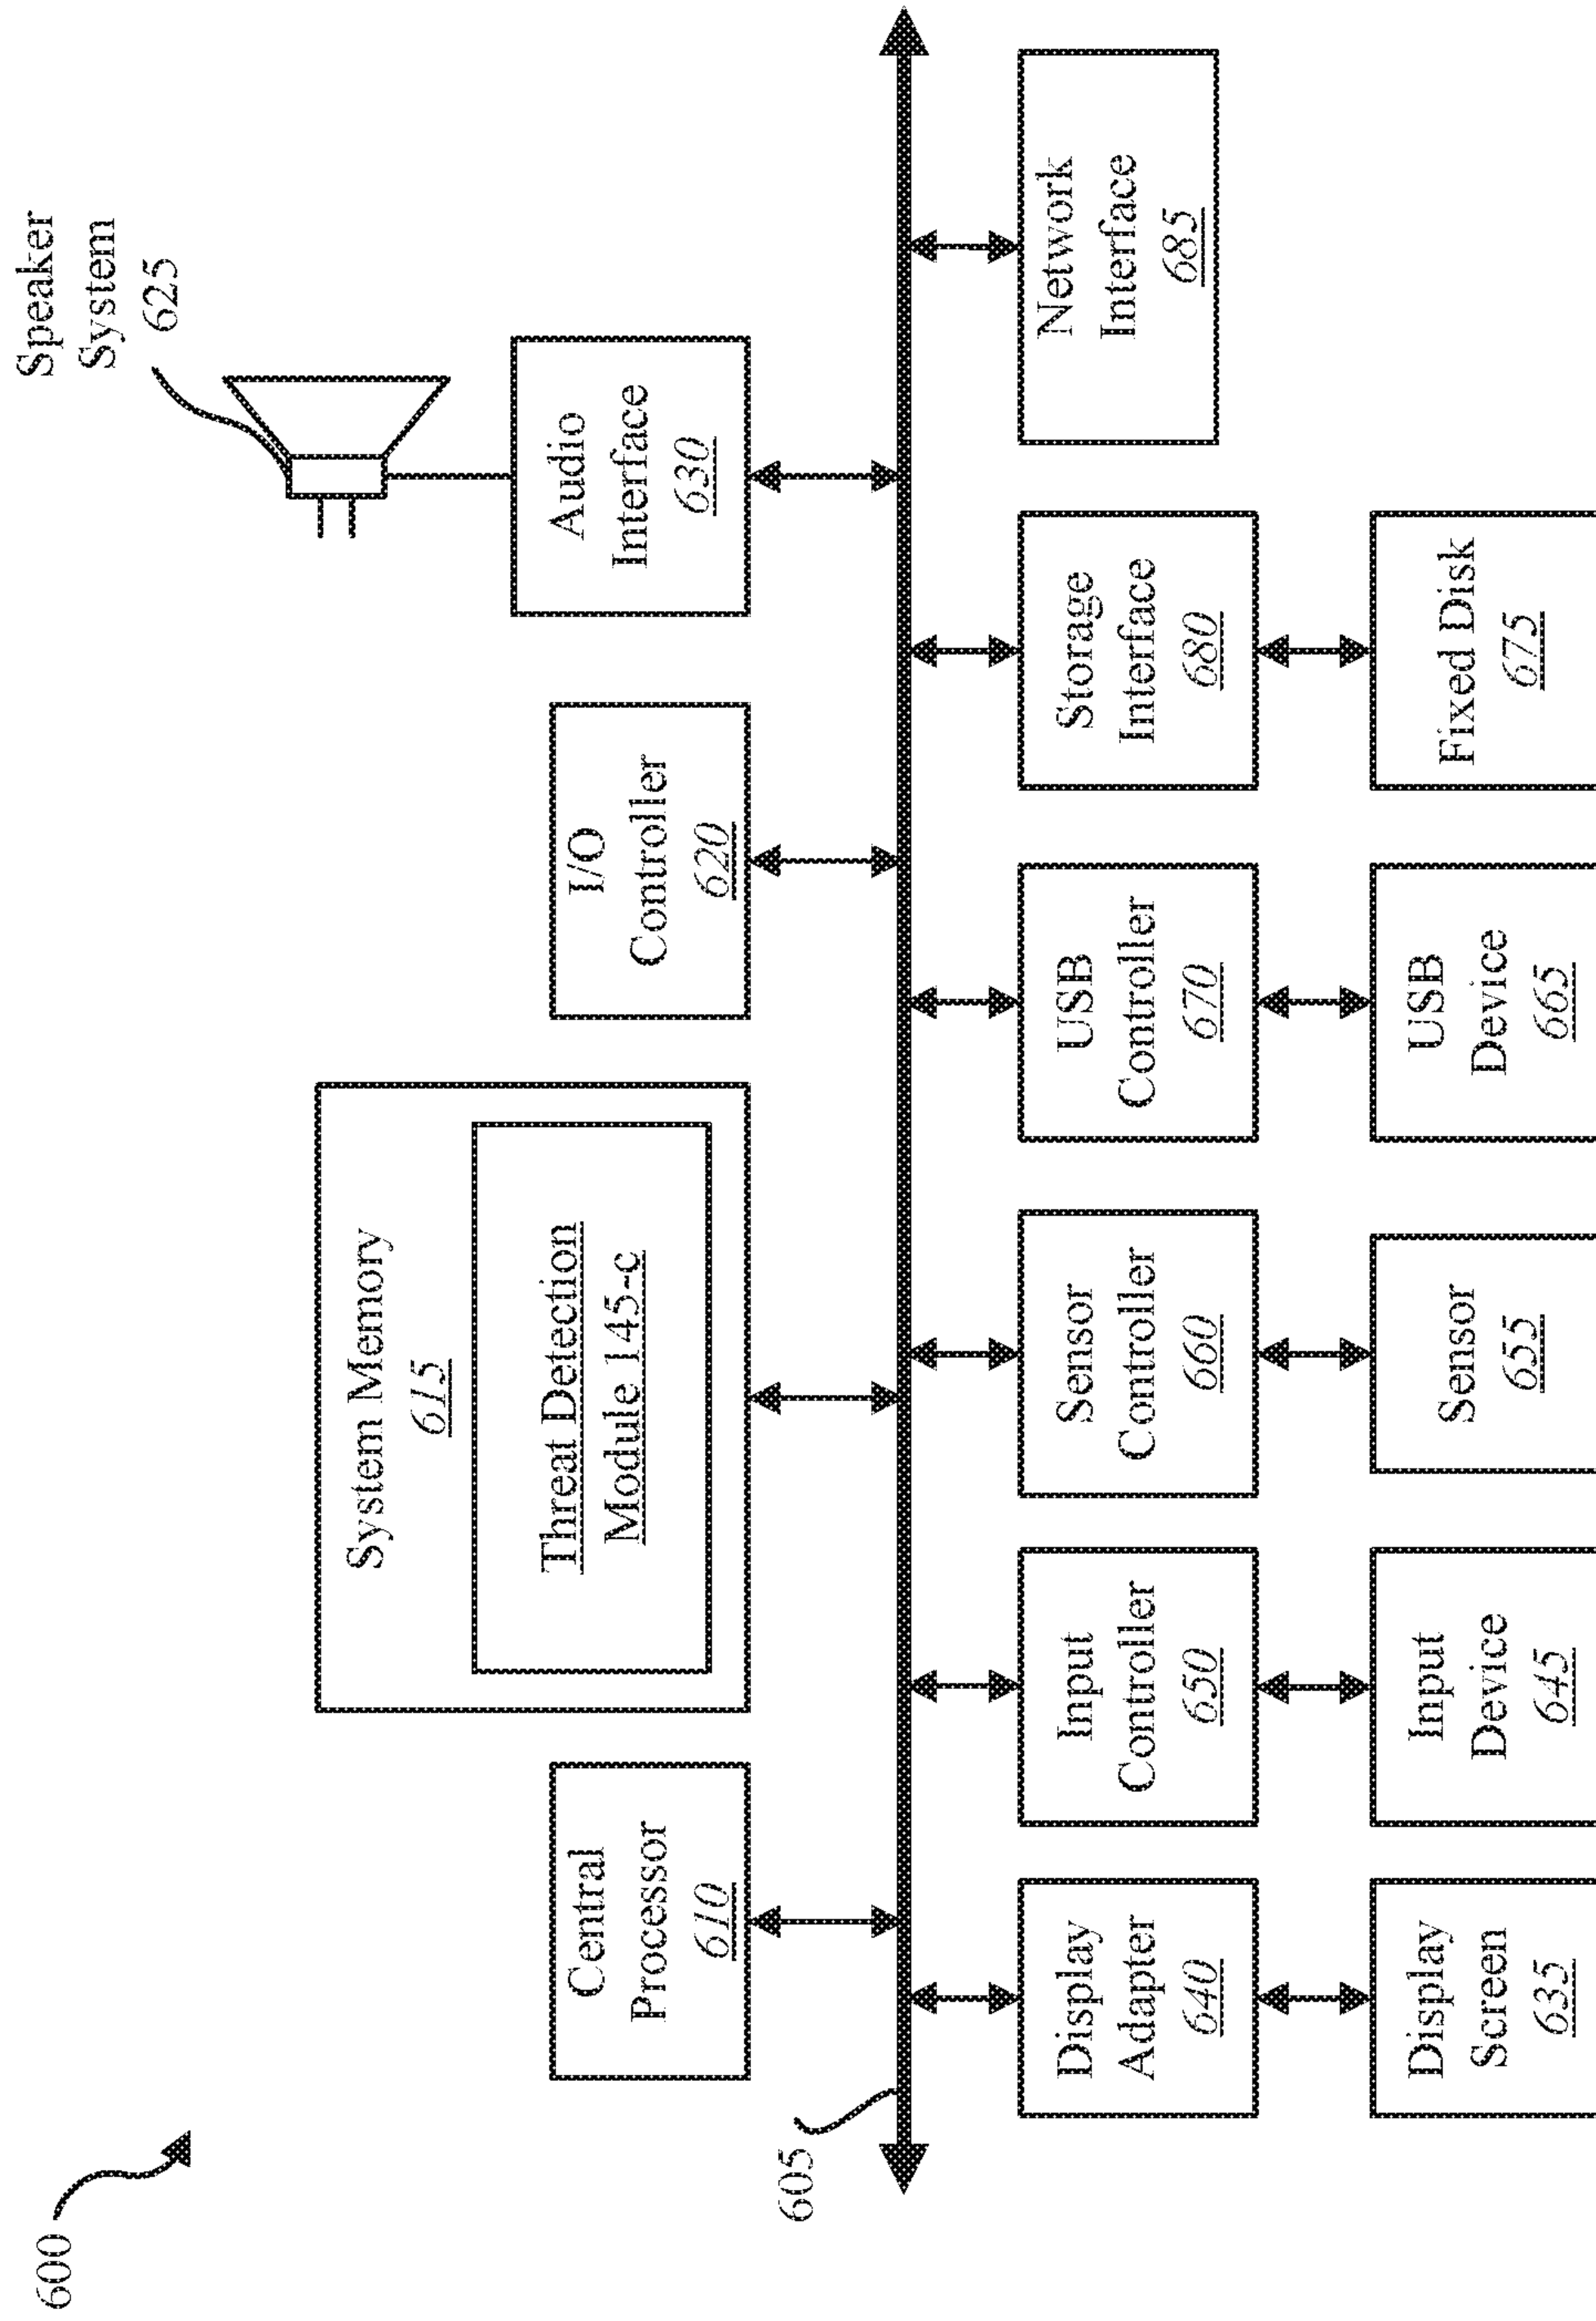 600
Speaker
System
625
System Memory
615
Threat Detection
Module 145-c
Central
Processor
610
I/O
Controller
620
Audio
Interface
630
605
Display
Adapter
640
Input
Controller
650
Sensor
Controller
660
USB
Controller
670
Storage
Interface
680
Network
Interface
685
Display
Screen
635
Input
Device
645
Sensor
655
USB
Device
665
Fixed Disk
675